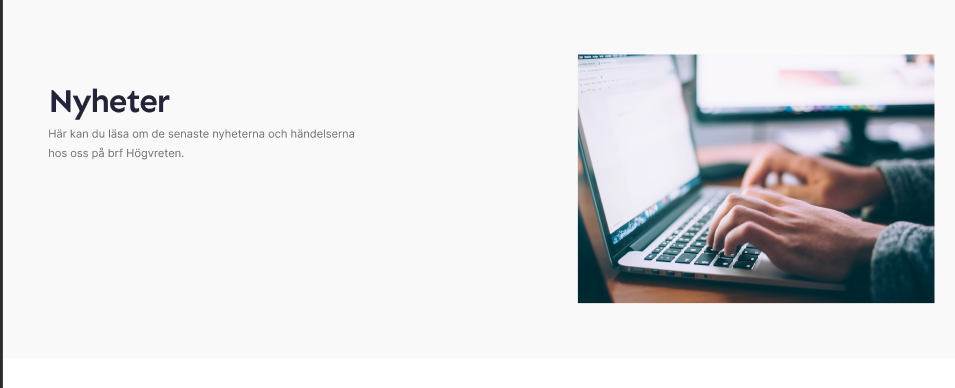 Nyheter
Här kan du läsa om de senaste nyheterna och händelserna
hos oss på brf Högvreten.